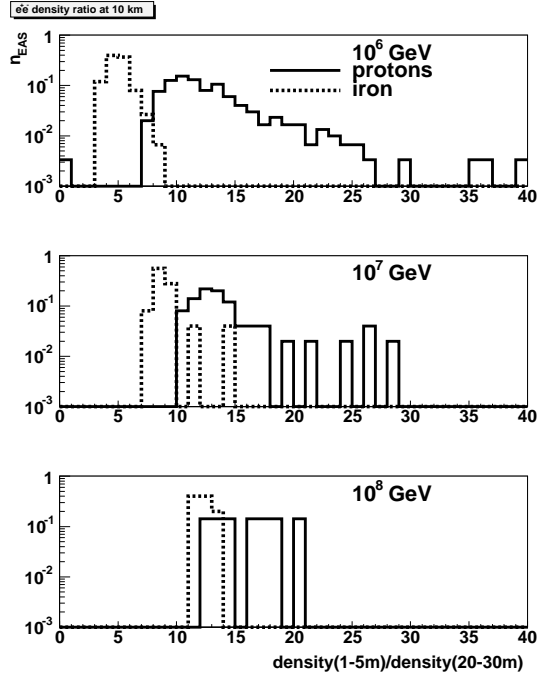 e⁺e⁻ density ratio at 10 km
n_EAS
10⁶ GeV
protons
iron
10⁻¹
10⁻²
10⁻³
0 5 10 15 20 25 30 35 40
1
10⁷ GeV
10⁻¹
10⁻²
10⁻³
0 5 10 15 20 25 30 35 40
1
10⁸ GeV
10⁻¹
10⁻²
10⁻³
0 5 10 15 20 25 30 35 40
density(1-5m)/density(20-30m)